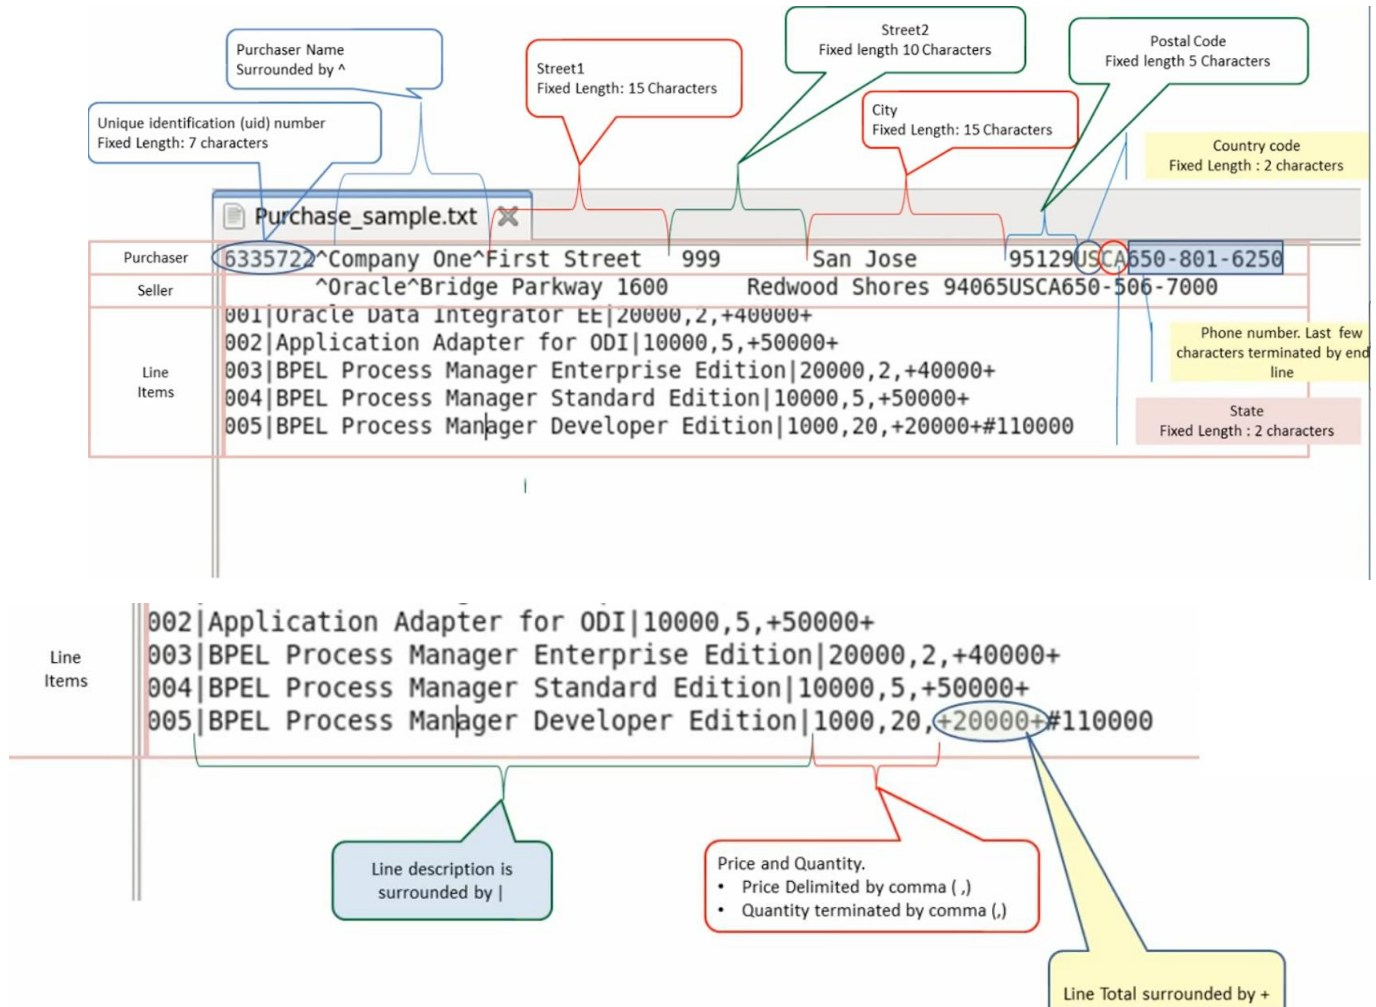 Purchaser Name
Surrounded by ^
Street1
Fixed Length: 15 Characters
Street2
Fixed length 10 Characters
Postal Code
Fixed length 5 Characters
Unique identification (uid) number
Fixed Length: 7 characters
City
Fixed Length: 15 Characters
Country code
Fixed Length : 2 characters
Purchase_sample.txt
Purchaser
6335722^Company One^First Street   999       San Jose       95129USCA650-801-6250
Seller
^Oracle^Bridge Parkway 1600      Redwood Shores 94065USCA650-506-7000
001|Oracle Data Integrator EE|20000,2,+40000+
002|Application Adapter for ODI|10000,5,+50000+
003|BPEL Process Manager Enterprise Edition|20000,2,+40000+
004|BPEL Process Manager Standard Edition|10000,5,+50000+
005|BPEL Process Manager Developer Edition|1000,20,+20000+#110000
Line
Items
Phone number. Last few
characters terminated by end
line
State
Fixed Length : 2 characters
002|Application Adapter for ODI|10000,5,+50000+
003|BPEL Process Manager Enterprise Edition|20000,2,+40000+
004|BPEL Process Manager Standard Edition|10000,5,+50000+
005|BPEL Process Manager Developer Edition|1000,20,+20000+#110000
Line
Items
Line description is
surrounded by |
Price and Quantity.
• Price Delimited by comma ( ,)
• Quantity terminated by comma (,)
Line Total surrounded by +